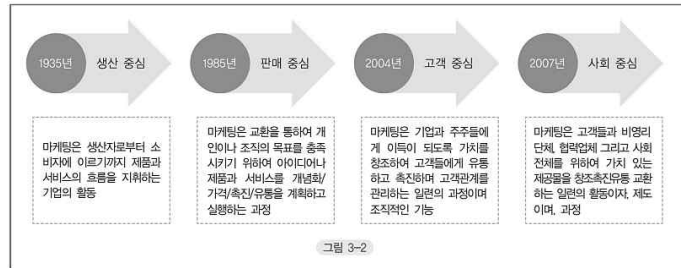 1935년 생산 중심
1985년 판매 중심
2004년 고객 중심
2007년 사회 중심
마케팅은 생산자로부터 소
비자에 이르기까지 제품과
서비스의 흐름을 지휘하는
기업의 활동
마케팅은 교환을 통하여 개
인이나 조직의 목표를 충족
시키기 위하여 아이디어나
제품과 서비스를 개념화/
가격/촉진/유통을 계획하고
실행하는 과정
마케팅은 기업과 주주들에
게 이득이 되도록 가치를
창조하여 고객들에게 유통
하고 촉진하며 고객관계를
관리하는 일련의 과정이며
조직적인 기능
마케팅은 고객들과 비영리
단체, 협력업체 그리고 사회
전체를 위하여 가치 있는
제공물을 창조촉진유통 교환
하는 일련의 활동이자, 제도
이며, 과정
그림 3-2